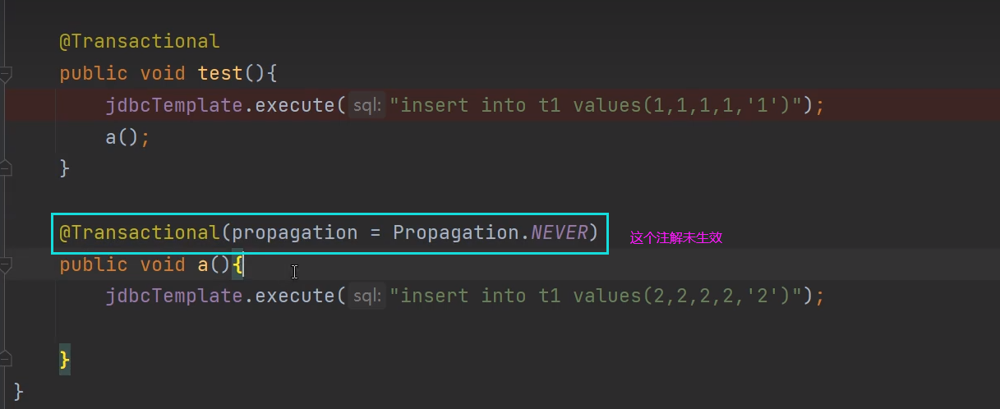 @Transactional
public void test(){
jdbcTemplate.execute( sql: "insert into t1 values(1,1,1,1,'1')");
a();
}
@Transactional(propagation = Propagation.NEVER) 这个注解未生效
public void a(){
jdbcTemplate.execute( sql: "insert into t1 values(2,2,2,2,'2')");
}
}